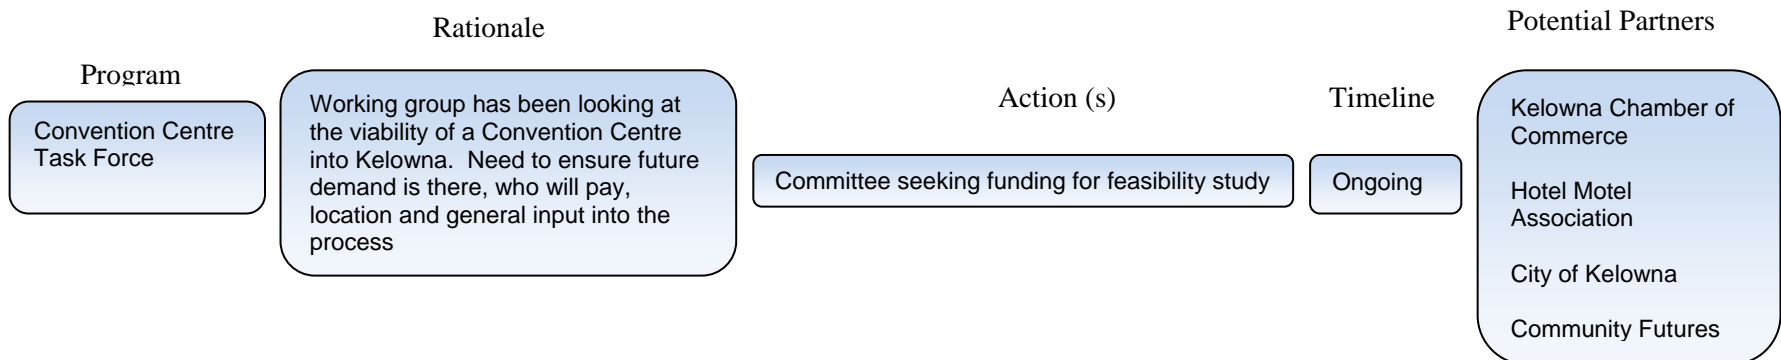 Program
Convention Centre
Task Force
Rationale
Working group has been looking at
the viability of a Convention Centre
into Kelowna.  Need to ensure future
demand is there, who will pay,
location and general input into the
process
Action (s)
Committee seeking funding for feasibility study
Timeline
Ongoing
Potential Partners
Kelowna Chamber of
Commerce
Hotel Motel
Association
City of Kelowna
Community Futures